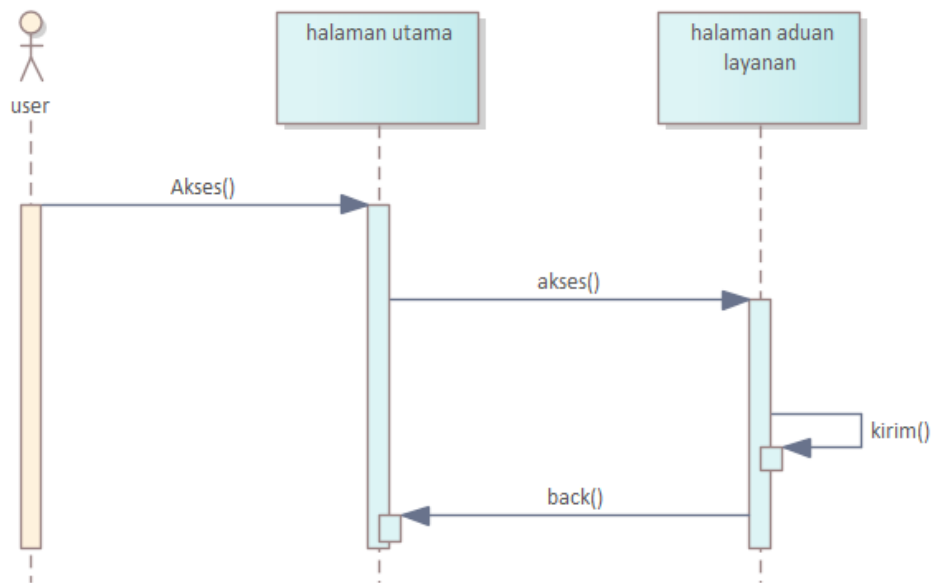 halaman utama
halaman aduan
layanan
user
Akses()
akses()
kirim()
back()